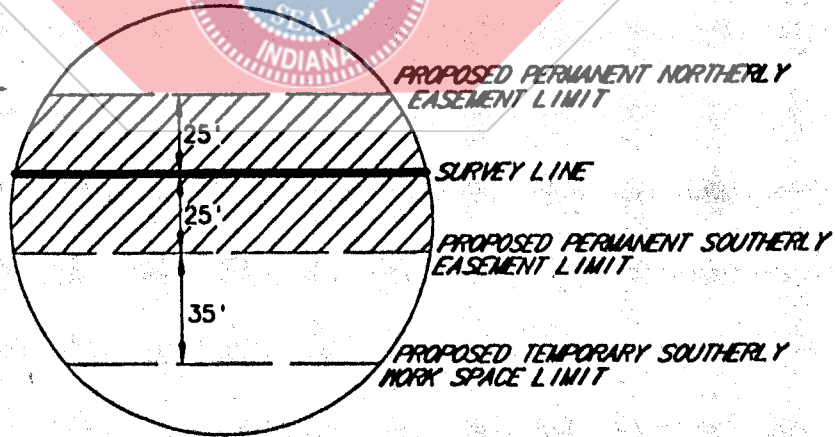 SEAL
INDIANA
PROPOSED PERMANENT NORTHERLY
EASEMENT LIMIT
25'
SURVEY LINE
25'
PROPOSED PERMANENT SOUTHERLY
EASEMENT LIMIT
35'
PROPOSED TEMPORARY SOUTHERLY
WORK SPACE LIMIT